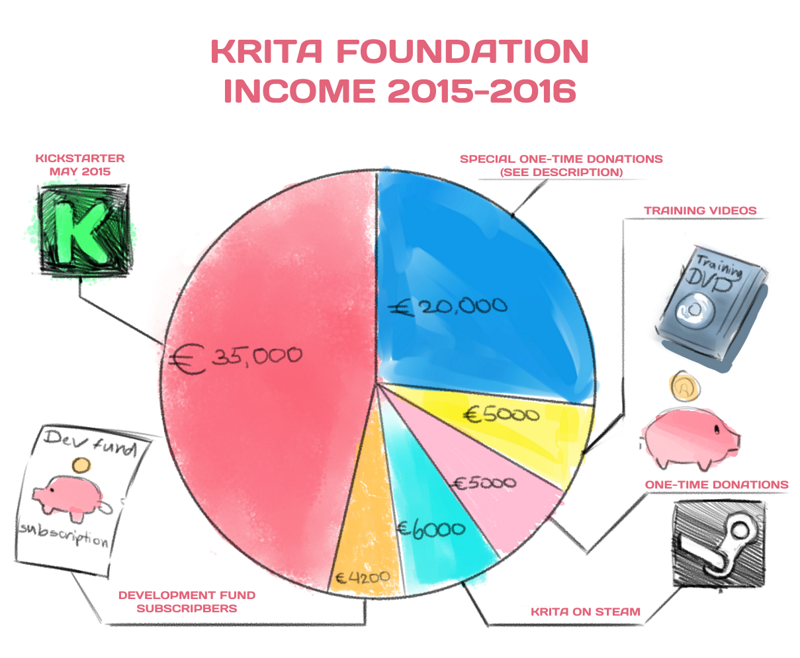 KRITA FOUNDATION
INCOME 2015-2016
KICKSTARTER
MAY 2015
K
SPECIAL ONE-TIME DONATIONS
(SEE DESCRIPTION)
TRAINING VIDEOS
Training
DVD
€ 20,000
€ 35,000
€5000
€5000
€6000
€4200
Dev fund
subscription
ONE-TIME DONATIONS
DEVELOPMENT FUND
SUBSCRIPBERS
KRITA ON STEAM